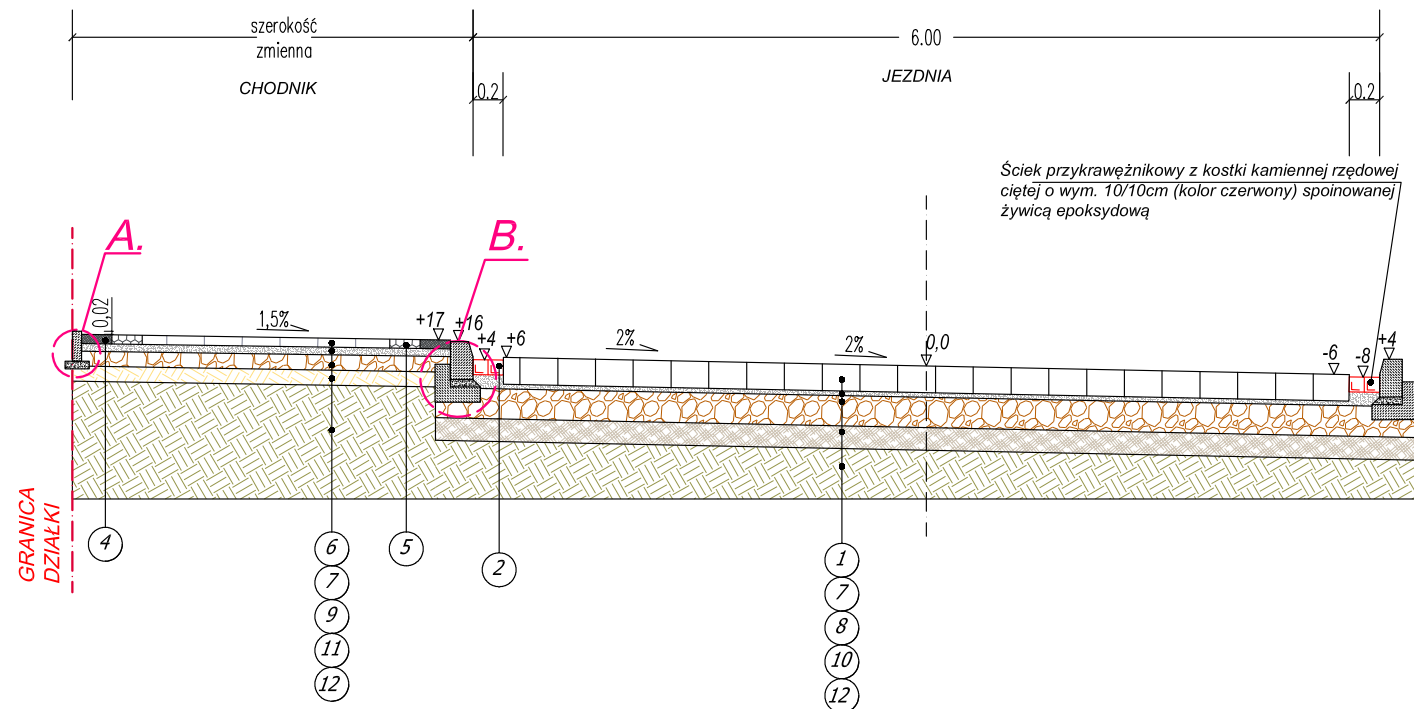 szerokość
zmienna
CHODNIK
6.00
JEZDNIA
0.2
0.2
Ściek przykrawężnikowy z kostki kamiennej rzędowej
ciętej o wym. 10/10cm (kolor czerwony) spoinowanej
żywicą epoksydową
A.
B.
0,02
1,5%
+17
+16
+4
+6
2%
2%
0,0
-6
-8
+4
GRANICA
DZIAŁKI
4
6
7
9
11
12
5
2
1
7
8
10
12